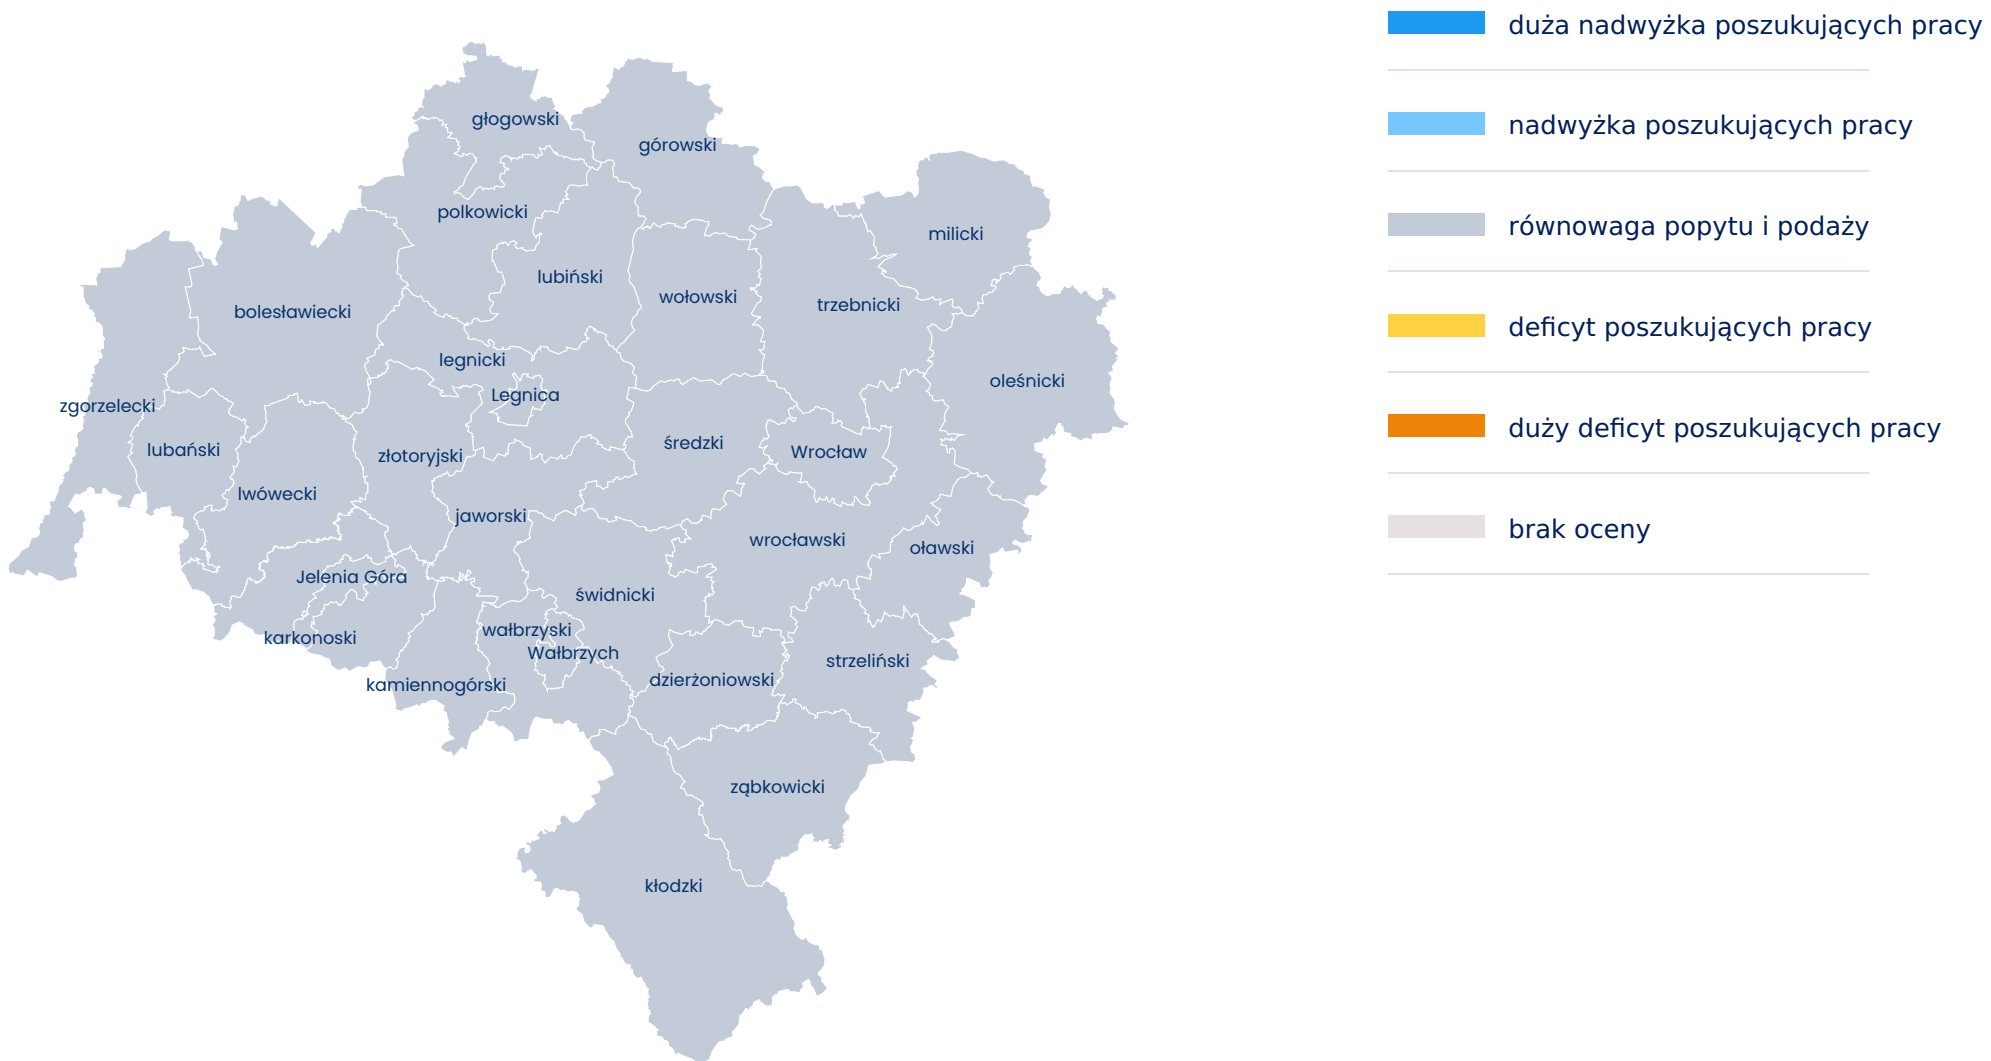 głogowski
górowski
polkowicki
milicki
lubiński
wołowski
trzebnicki
bolesławiecki
legnicki
oleśnicki
Legnica
zgorzelecki
średzki
lubański
Wrocław
złotoryjski
lwówecki
jaworski
wrocławski
oławski
Jelenia Góra
świdnicki
wałbrzyski
karkonoski
Wałbrzych
strzeliński
dzierżoniowski
kamiennogórski
ząbkowicki
kłodzki
duża nadwyżka poszukujących pracy
nadwyżka poszukujących pracy
równowaga popytu i podaży
deficyt poszukujących pracy
duży deficyt poszukujących pracy
brak oceny